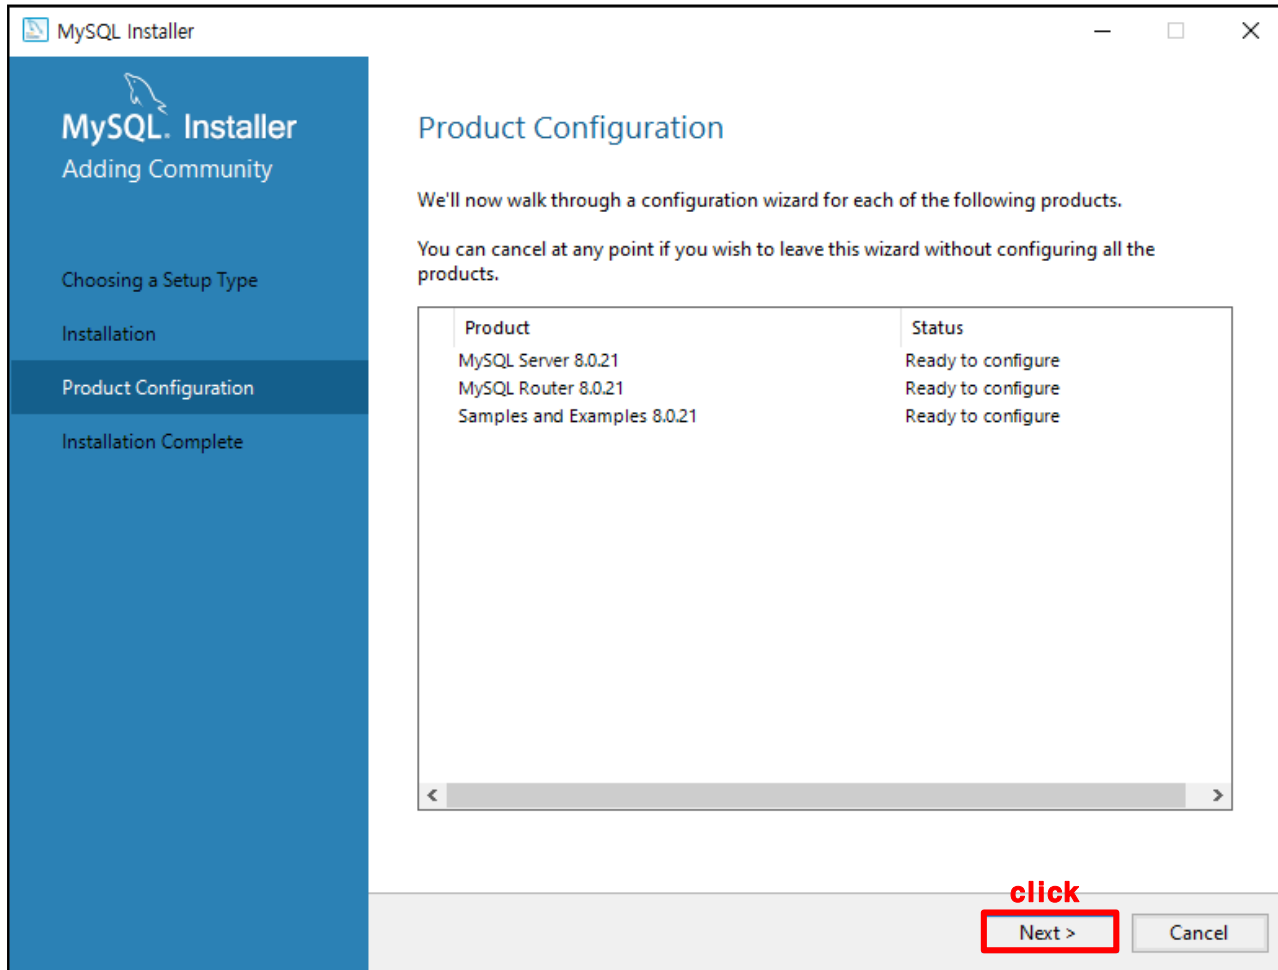 MySQL Installer
MySQL. Installer
Adding Community
Choosing a Setup Type
Installation
Product Configuration
Installation Complete
Product Configuration
We'll now walk through a configuration wizard for each of the following products.
You can cancel at any point if you wish to leave this wizard without configuring all the
products.
Product Status
MySQL Server 8.0.21 Ready to configure
MySQL Router 8.0.21 Ready to configure
Samples and Examples 8.0.21 Ready to configure
click
Next > Cancel